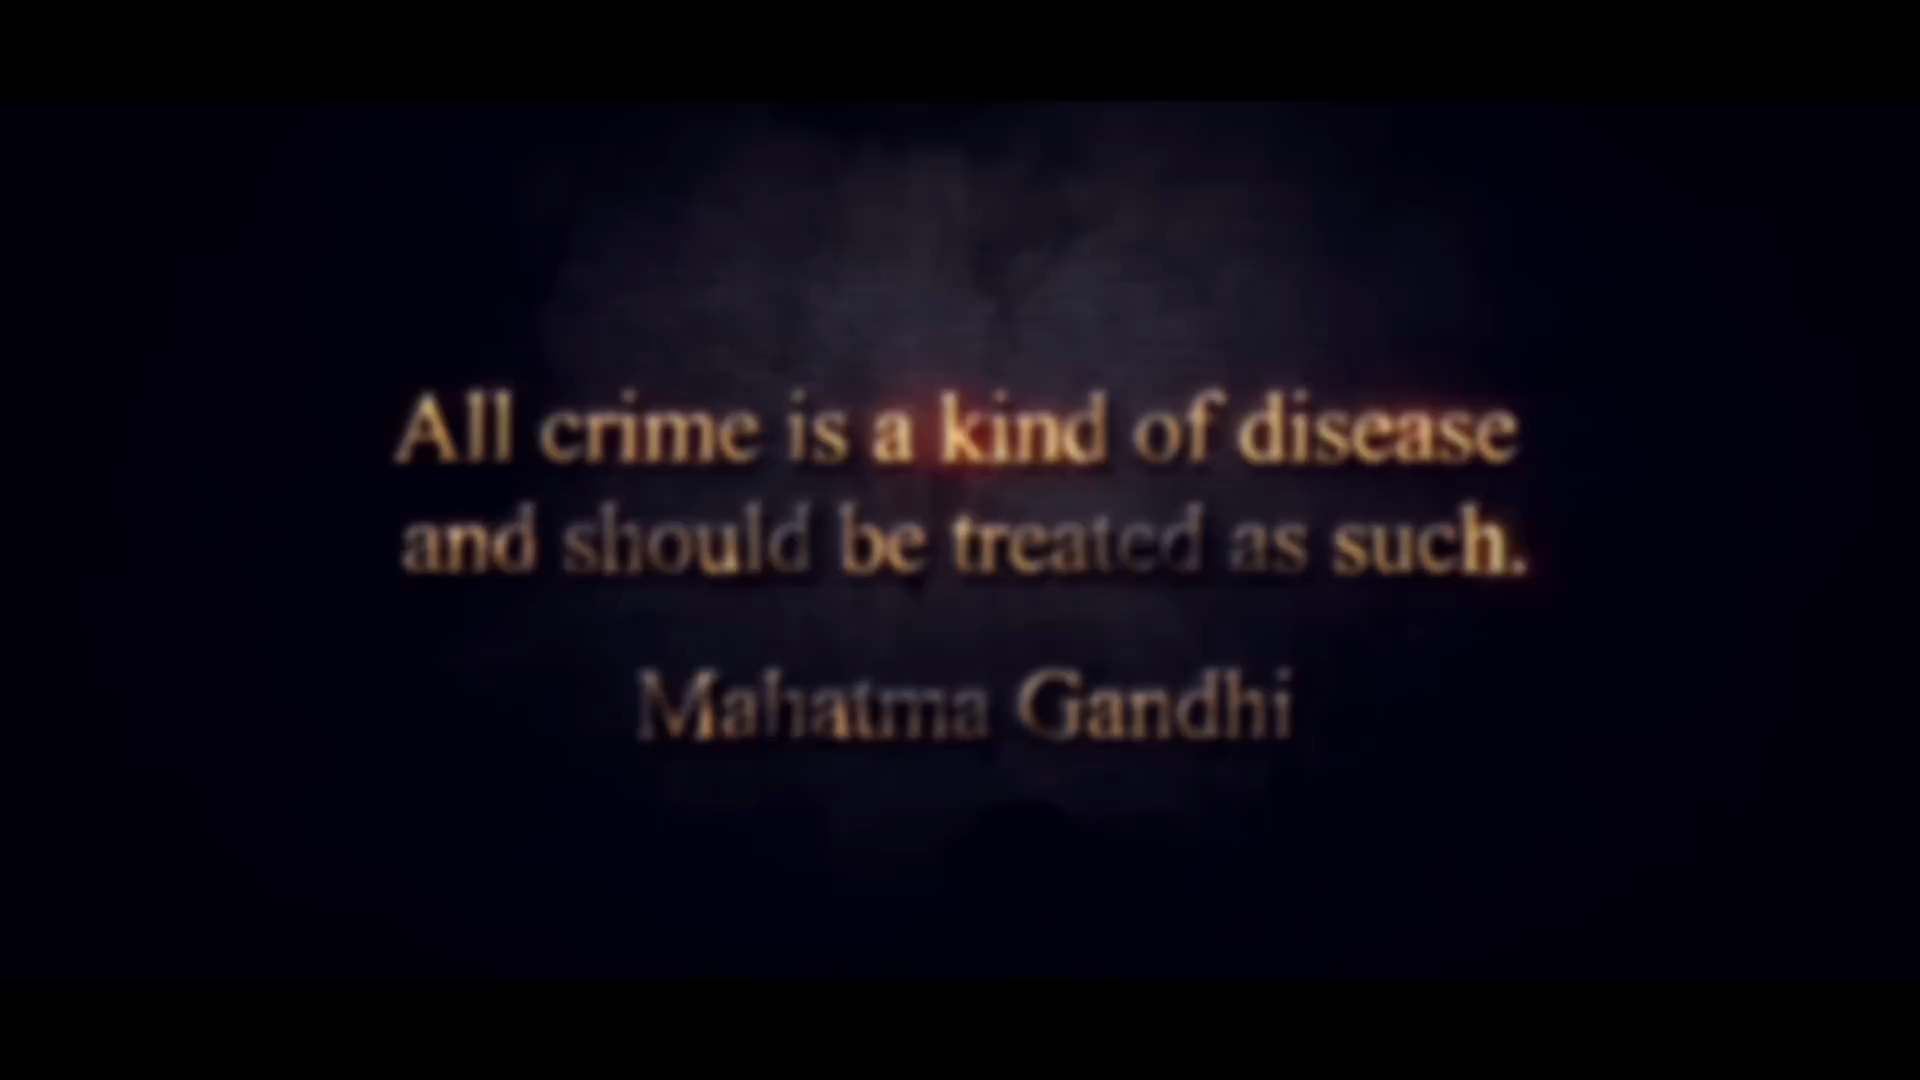 All crime is a kind of disease
and should be treated as such.
Mahatma Gandhi